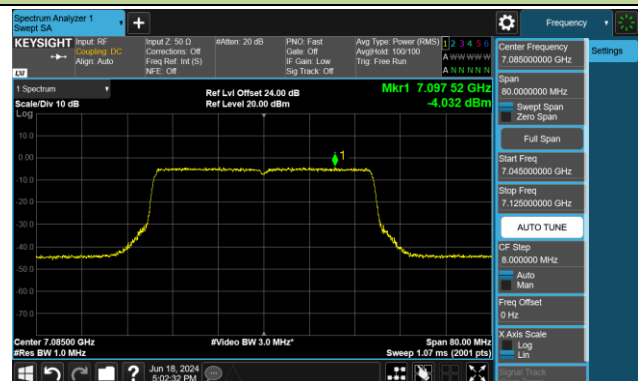 Spectrum Analyzer 1
Swept SA
Frequency
KEYSIGHT
Input: RF
Coupling: DC
Align: Auto
Input Z: 50 Ω
Corrections: Off
Freq Ref: Int (S)
NFE: Off
#Atten: 20 dB
PNO: Fast
Gate: Off
IF Gain: Low
Sig Track: Off
Avg Type: Power (RMS)
Avg|Hold: 100/100
Trig: Free Run
1 2 3 4 5 6
A W W W W W
A N N N N N
LXI
1 Spectrum
Scale/Div 10 dB
Log
Ref Lvl Offset 24.00 dB
Ref Level 20.00 dBm
Mkr1 7.097 52 GHz
-4.032 dBm
1
10.0
0.00
-10.0
-20.0
-30.0
-40.0
-50.0
-60.0
-70.0
Center 7.08500 GHz
#Res BW 1.0 MHz
#Video BW 3.0 MHz*
Span 80.00 MHz
Sweep 1.07 ms (2001 pts)
Jun 18, 2024
5:02:32 PM
Center Frequency
7.085000000 GHz
Settings
Span
80.0000000 MHz
Swept Span
Zero Span
Full Span
Start Freq
7.045000000 GHz
Stop Freq
7.125000000 GHz
AUTO TUNE
CF Step
8.000000 MHz
Auto
Man
Freq Offset
0 Hz
X Axis Scale
Log
Lin
Signal Track